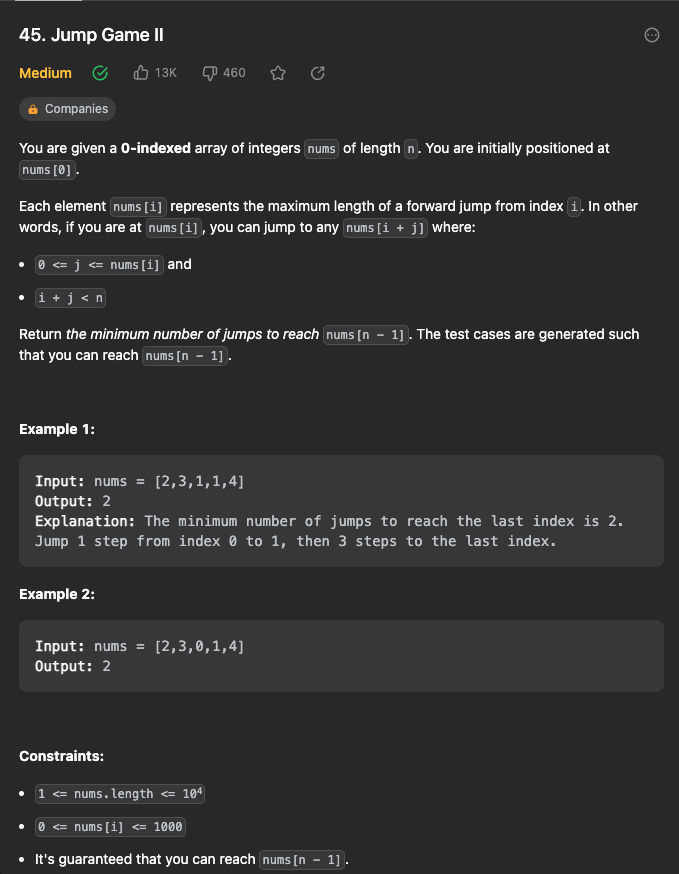 45. Jump Game II
Medium 13K 460
Companies
You are given a 0-indexed array of integers nums of length n. You are initially positioned at
nums[0].
Each element nums[i] represents the maximum length of a forward jump from index i. In other
words, if you are at nums[i], you can jump to any nums[i + j] where:
• 0 <= j <= nums[i] and
• i + j < n
Return the minimum number of jumps to reach nums[n - 1]. The test cases are generated such
that you can reach nums[n - 1].
Example 1:
Input: nums = [2,3,1,1,4]
Output: 2
Explanation: The minimum number of jumps to reach the last index is 2.
Jump 1 step from index 0 to 1, then 3 steps to the last index.
Example 2:
Input: nums = [2,3,0,1,4]
Output: 2
Constraints:
• 1 <= nums.length <= 10⁴
• 0 <= nums[i] <= 1000
• It's guaranteed that you can reach nums[n - 1].